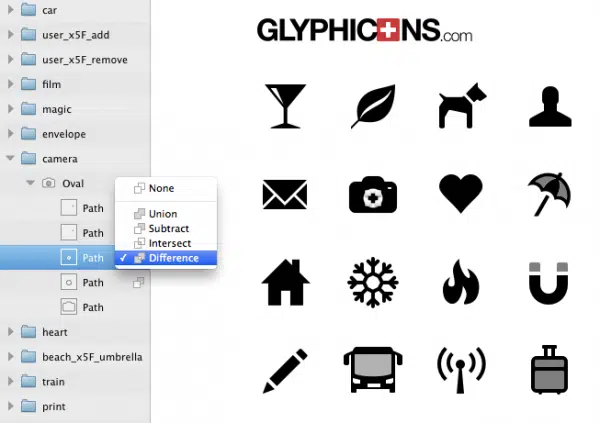 car
user_x5F_add
user_x5F_remove
film
magic
envelope
camera
Oval
Path
Path
Path
Path
Path
heart
beach_x5F_umbrella
train
print
None
Union
Subtract
Intersect
Difference
GLYPHICONS.com